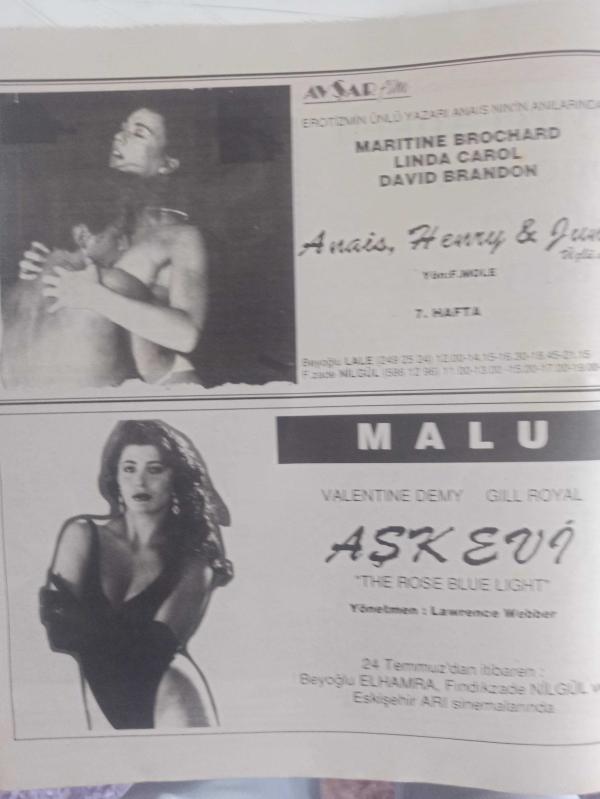 AVŞAR film
EROTİZMİN ÜNLÜ YAZARI ANAIS NIN'İN ANILARINDA
MARITINE BROCHARD
LINDA CAROL
DAVID BRANDON
Anais, Henry & Jun
Yön:F.MOLE
7. HAFTA
Beyoğlu LALE (249 25 24) 12.00-14.15-16.30-18.45-21.15
F.zade NİLGÜL (586 12 96) 11.00-13.00-15.00-17.00-19.00
MALU
VALENTINE DEMY GILL ROYAL
AŞK EVİ
"THE ROSE BLUE LIGHT"
Yönetmen : Lawrence Webber
24 Temmuz'dan itibaren :
Beyoğlu ELHAMRA, Fındıkzade NİLGÜL v
Eskişehir ARI sinemalarında